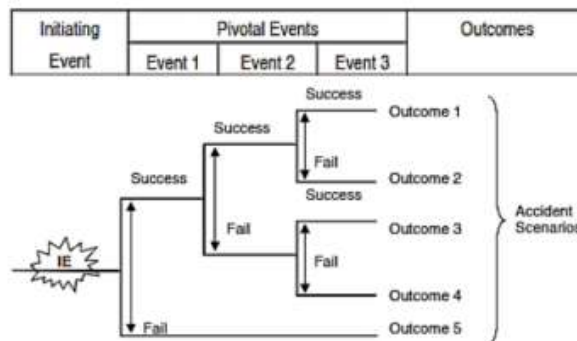 Initiating Event
Pivotal Events
Outcomes
Event 1
Event 2
Event 3
Success
Outcome 1
Success
Fail
Success
Outcome 2
Success
Fail
Outcome 3
Accident
Scenarios
IE
Fail
Outcome 4
Fail
Outcome 5